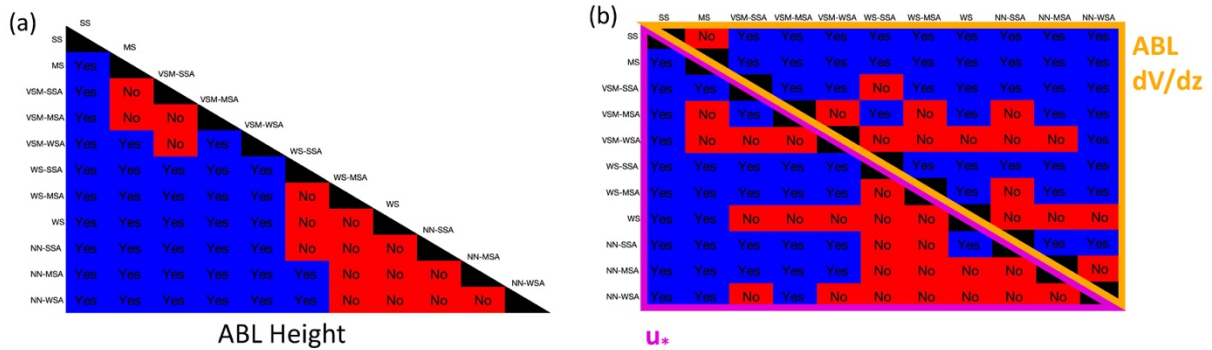 (a)
SS
SS
MS
MS Yes
VSM-SSA
VSM-SSA Yes No
VSM-MSA
VSM-MSA Yes No No
VSM-WSA
VSM-WSA Yes Yes No Yes
WS-SSA
WS-SSA Yes Yes Yes Yes Yes
WS-MSA
WS-MSA Yes Yes Yes Yes Yes No
WS
WS Yes Yes Yes Yes Yes No No
NN-SSA
NN-SSA Yes Yes Yes Yes Yes No No No
NN-MSA
NN-MSA Yes Yes Yes Yes Yes Yes No No No
NN-WSA
NN-WSA Yes Yes Yes Yes Yes Yes No No No No
ABL Height
(b)
SS MS VSM-SSA VSM-MSA VSM-WSA WS-SSA WS-MSA WS NN-SSA NN-MSA NN-WSA
SS No Yes Yes Yes Yes Yes Yes Yes Yes Yes
MS Yes Yes Yes Yes Yes Yes Yes Yes Yes Yes
VSM-SSA Yes Yes Yes Yes No Yes Yes Yes Yes Yes
VSM-MSA Yes No Yes No Yes No Yes No Yes Yes
VSM-WSA Yes No No No No No No No No Yes
WS-SSA Yes Yes Yes Yes Yes Yes Yes Yes Yes Yes
WS-MSA Yes Yes Yes Yes Yes No Yes No Yes Yes
WS Yes Yes No No No No No No No No
NN-SSA Yes Yes Yes Yes Yes No No Yes Yes Yes
NN-MSA Yes Yes Yes Yes Yes No No No No No
NN-WSA Yes Yes No Yes No No No No No No
ABL
dV/dz
u*